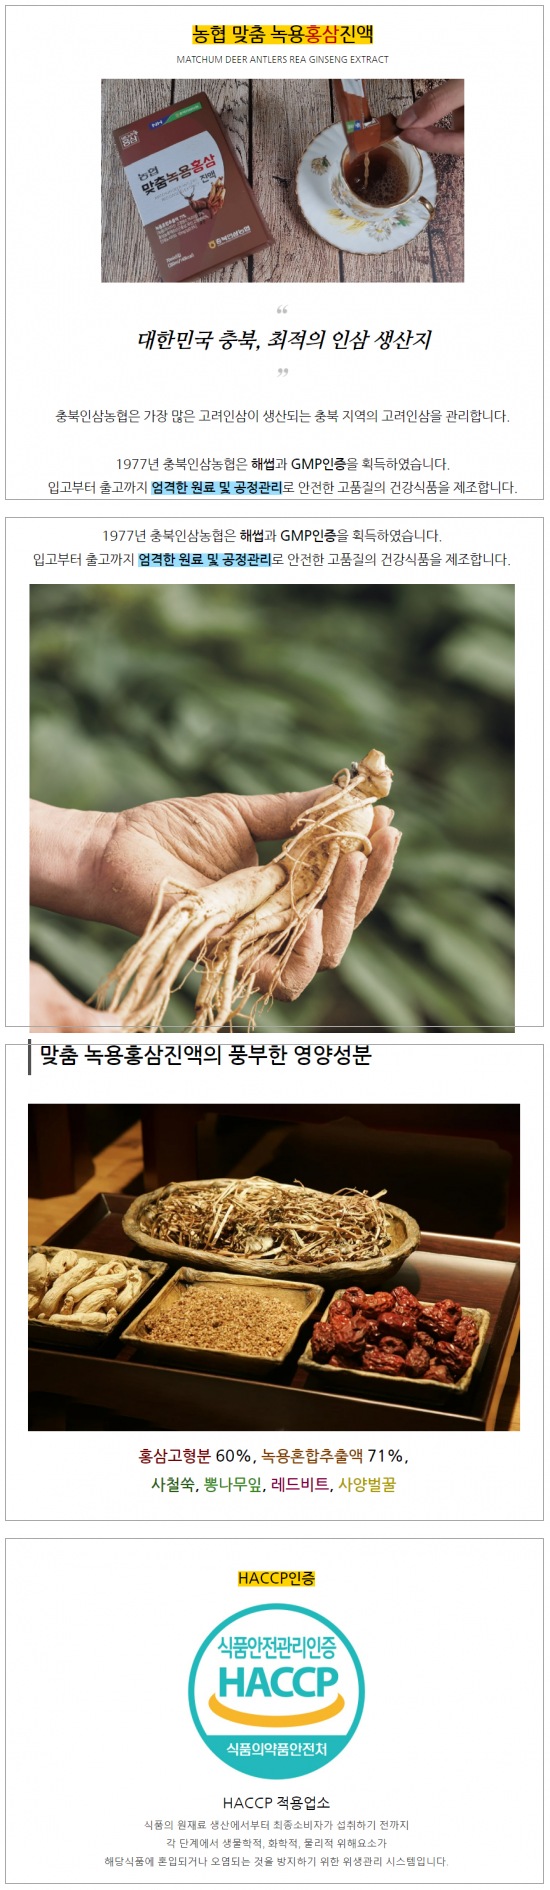 농협 맞춤 녹용홍삼진액
MATCHUM DEER ANTLERS REA GINSENG EXTRACT
농협
맞춤녹용홍삼
진액
충북인삼농협
“
대한민국 충북, 최적의 인삼 생산지
”
충북인삼농협은 가장 많은 고려인삼이 생산되는 충북 지역의 고려인삼을 관리합니다.
1977년 충북인삼농협은 해썹과 GMP인증을 획득하였습니다.
입고부터 출고까지 엄격한 원료 및 공정관리로 안전한 고품질의 건강식품을 제조합니다.
1977년 충북인삼농협은 해썹과 GMP인증을 획득하였습니다.
입고부터 출고까지 엄격한 원료 및 공정관리로 안전한 고품질의 건강식품을 제조합니다.
맞춤 녹용홍삼진액의 풍부한 영양성분
홍삼고형분 60%, 녹용혼합추출액 71%,
사철쑥, 뽕나무잎, 레드비트, 사양벌꿀
HACCP인증
식품안전관리인증
HACCP
식품의약품안전처
HACCP 적용업소
식품의 원재료 생산에서부터 최종소비자가 섭취하기 전까지
각 단계에서 생물학적, 화학적, 물리적 위해요소가
해당식품에 혼입되거나 오염되는 것을 방지하기 위한 위생관리 시스템입니다.